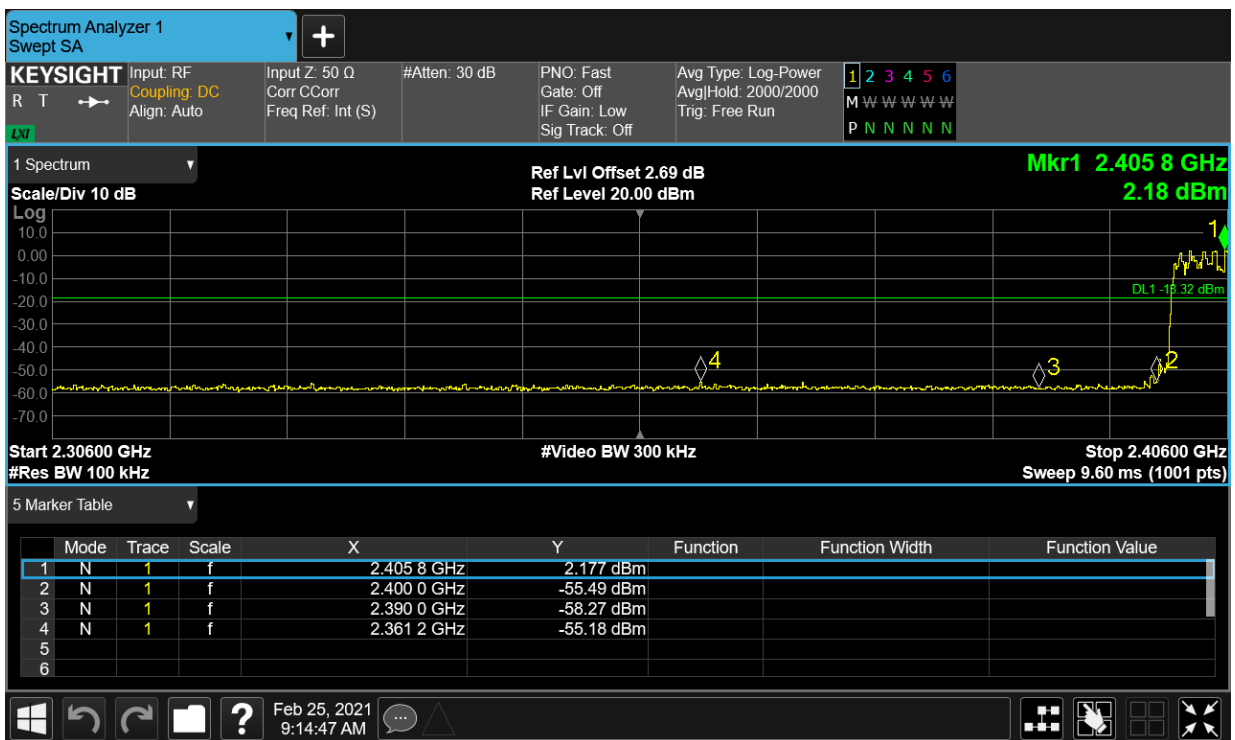 Spectrum Analyzer 1
Swept SA
KEYSIGHT
R T
LXI
Input: RF
Coupling: DC
Align: Auto
Input Z: 50 Ω
Corr CCorr
Freq Ref: Int (S)
#Atten: 30 dB
PNO: Fast
Gate: Off
IF Gain: Low
Sig Track: Off
Avg Type: Log-Power
Avg|Hold: 2000/2000
Trig: Free Run
1 2 3 4 5 6
M W W W W W
P N N N N N
1 Spectrum
Scale/Div 10 dB
Ref Lvl Offset 2.69 dB
Ref Level 20.00 dBm
Mkr1 2.405 8 GHz
2.18 dBm
Log
10.0
0.00
-10.0
-20.0
-30.0
-40.0
-50.0
-60.0
-70.0
1
DL1 -18.32 dBm
4
3
2
Start 2.30600 GHz
#Video BW 300 kHz
Stop 2.40600 GHz
#Res BW 100 kHz
Sweep 9.60 ms (1001 pts)
5 Marker Table
Mode Trace Scale X Y Function Function Width Function Value
1 N 1 f 2.405 8 GHz 2.177 dBm
2 N 1 f 2.400 0 GHz -55.49 dBm
3 N 1 f 2.390 0 GHz -58.27 dBm
4 N 1 f 2.361 2 GHz -55.18 dBm
5
6
?
Feb 25, 2021
9:14:47 AM